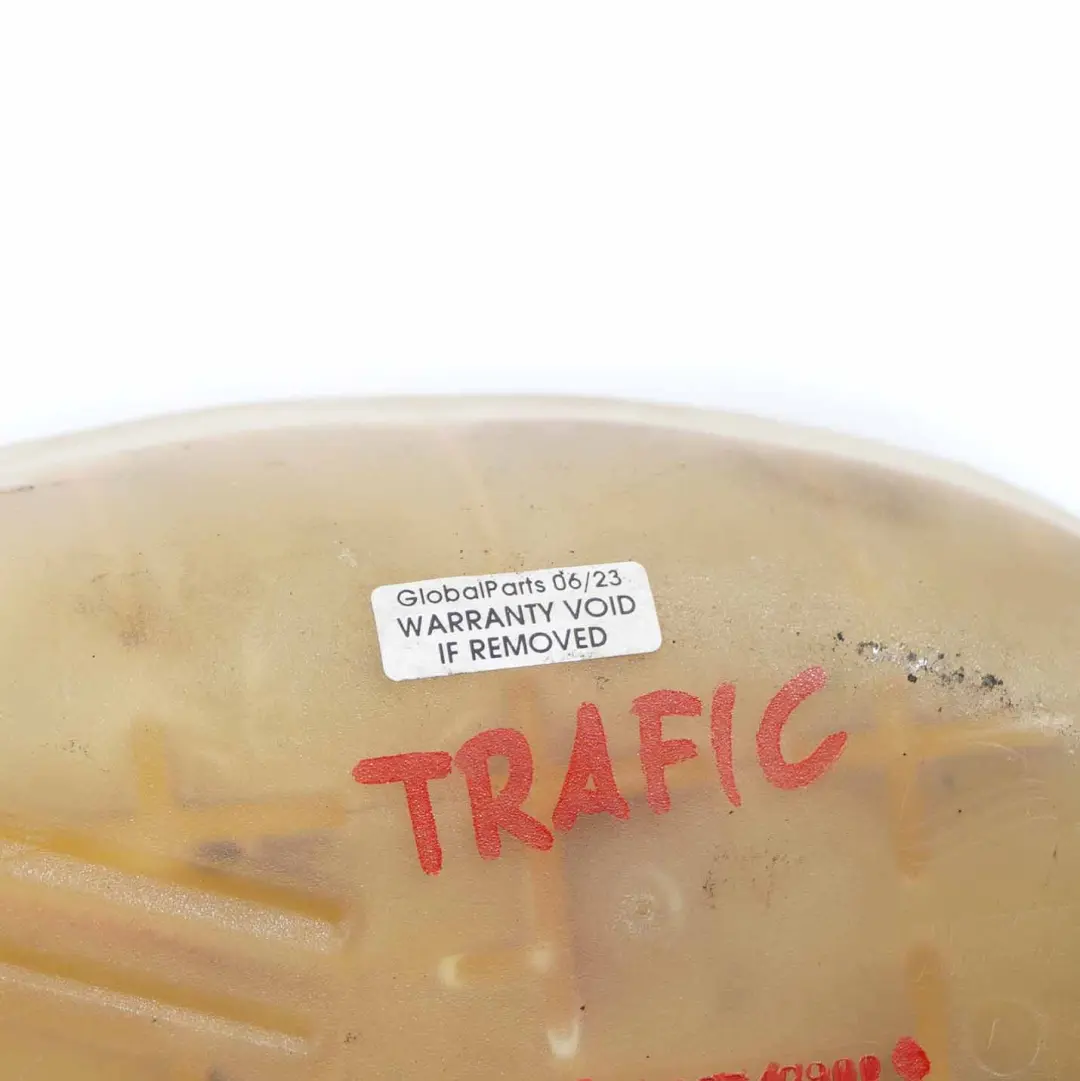 GlobalParts 06/23
WARRANTY VOID
IF REMOVED
TRAFIC